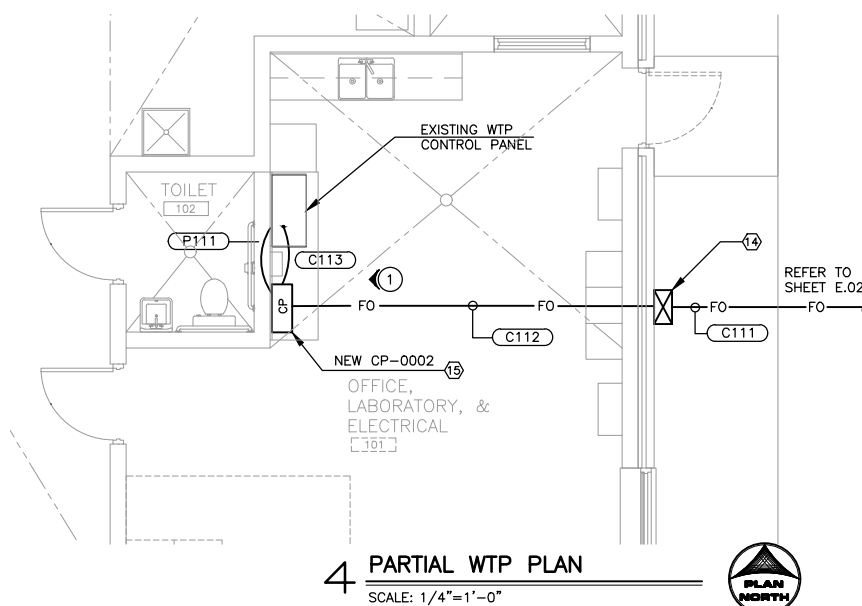 EXISTING WTP
CONTROL PANEL
TOILET
102
P111
C113
1
14
REFER TO
SHEET E.02
CP
FO
FO
FO
FO
C112
C111
NEW CP-0002
15
OFFICE,
LABORATORY, &
ELECTRICAL
101
4 PARTIAL WTP PLAN
SCALE: 1/4"=1'-0"
PLAN
NORTH